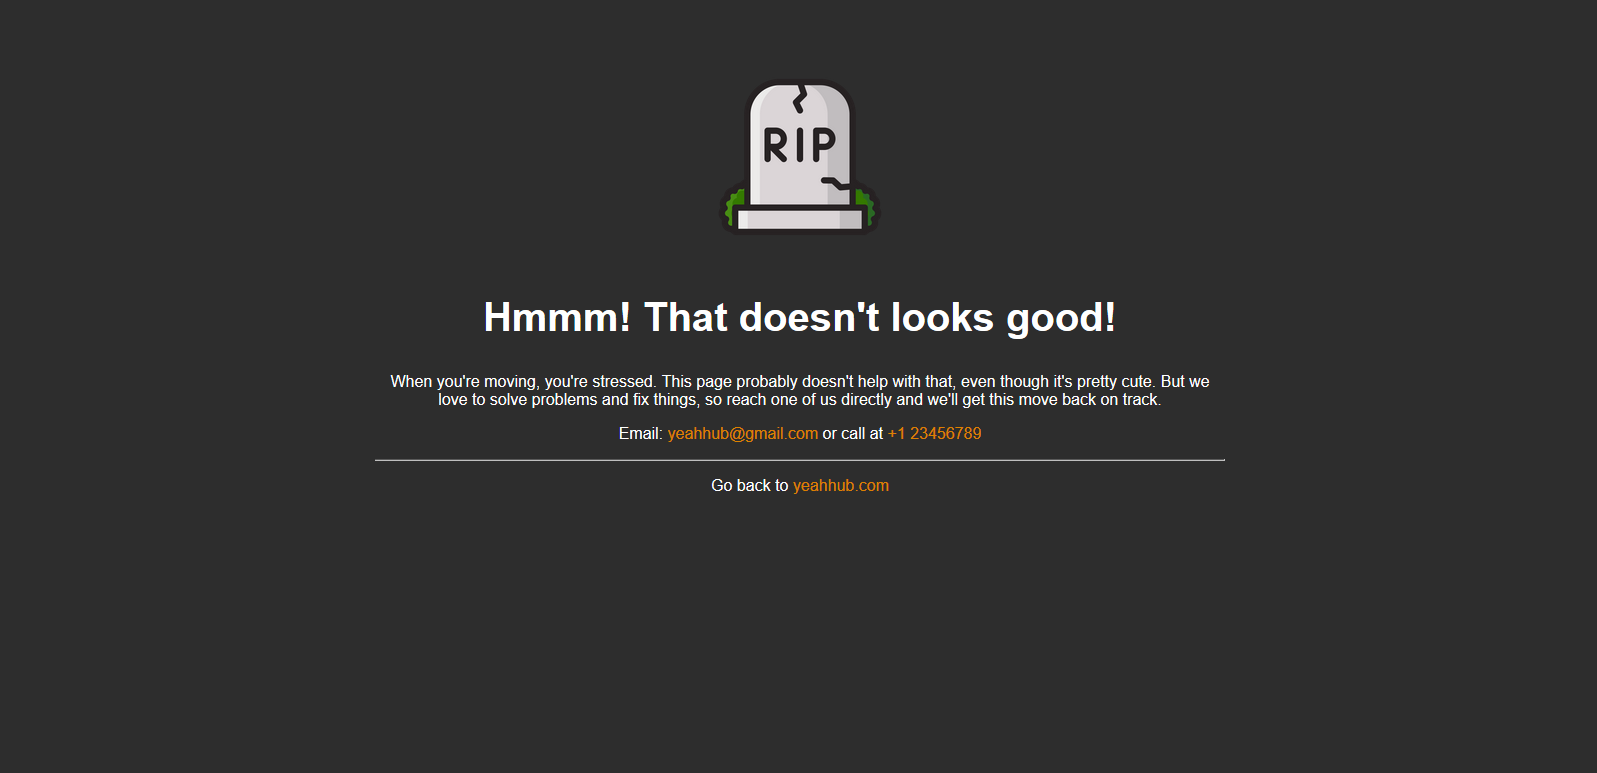 RIP
Hmmm! That doesn't looks good!
When you're moving, you're stressed. This page probably doesn't help with that, even though it's pretty cute. But we
love to solve problems and fix things, so reach one of us directly and we'll get this move back on track.
Email: yeahhub@gmail.com or call at +1 23456789
Go back to yeahhub.com